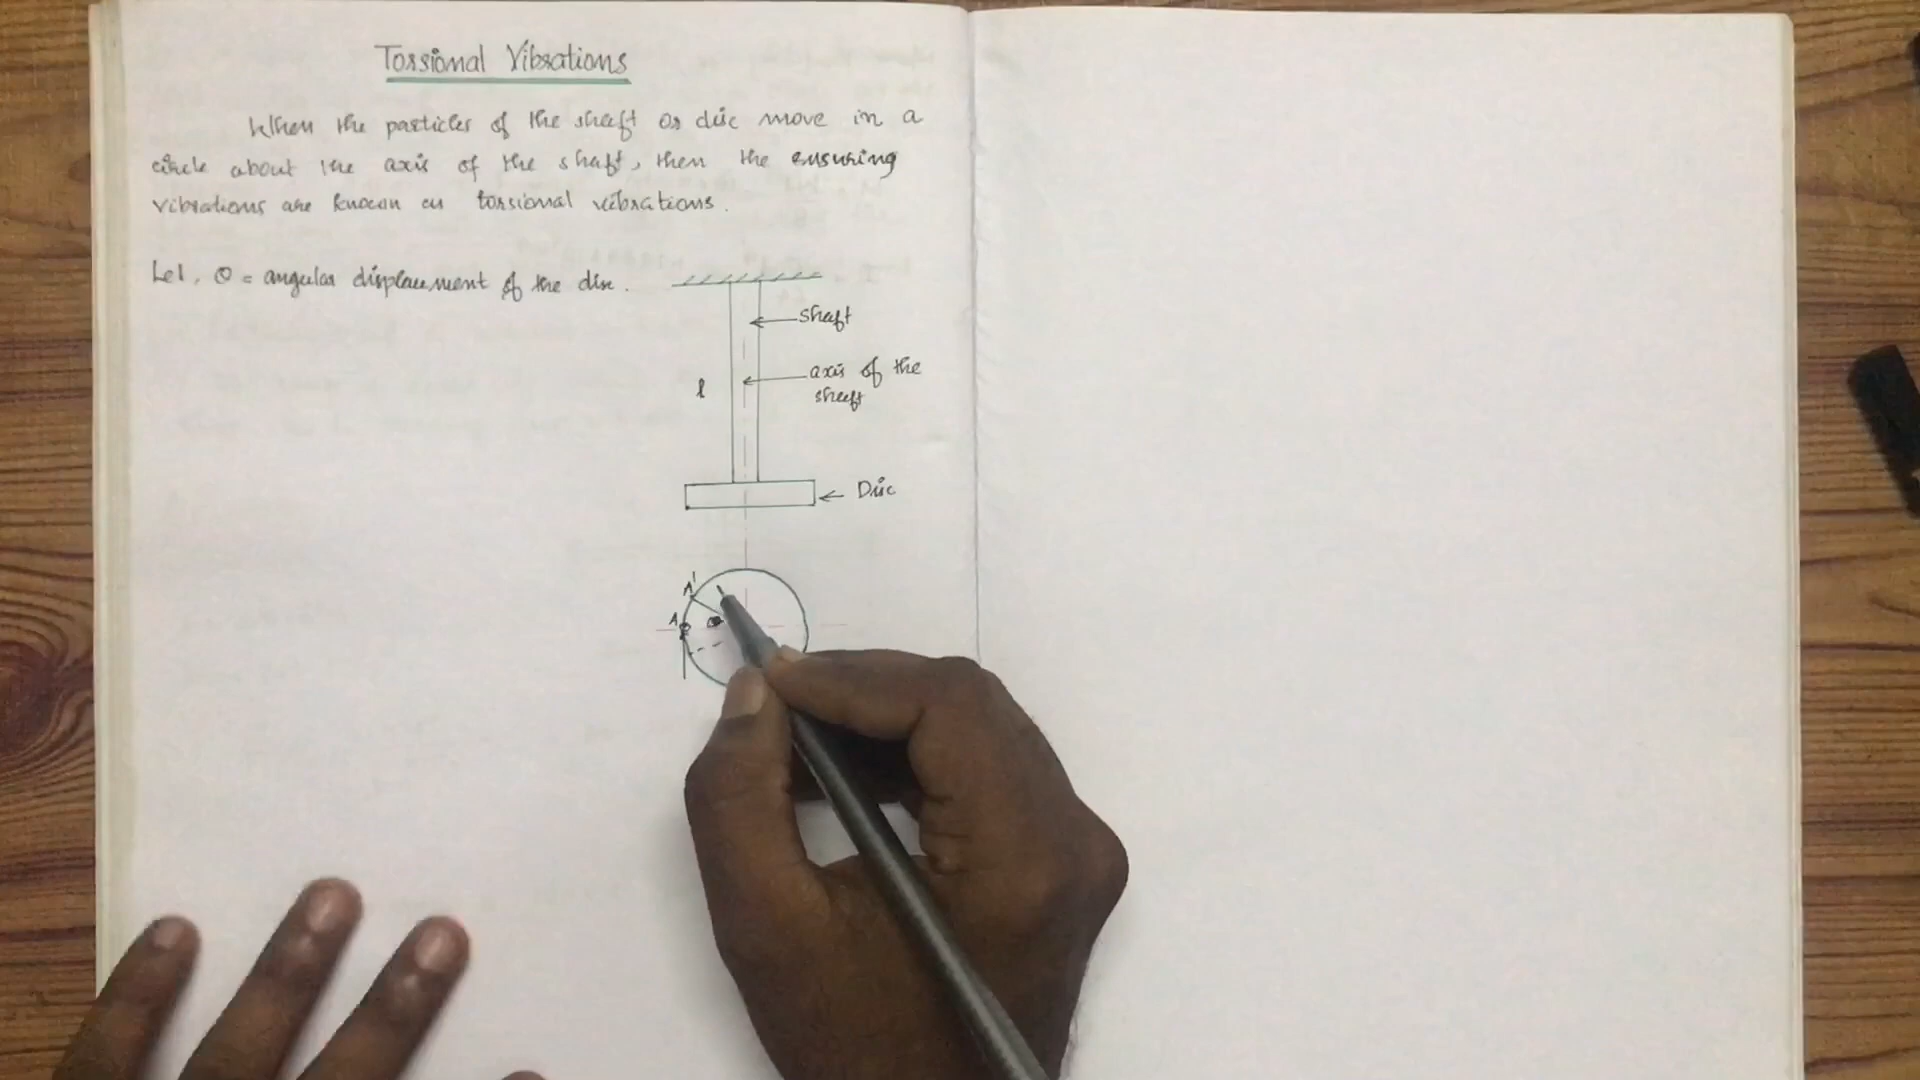 Torsional Vibrations
When the particles of the shaft or disc move in a
circle about the axis of the shaft, then the ensuring
vibrations are known as torsional vibrations.
Let, θ = angular displacement of the disc.
shaft
axis of the
shaft
l
Disc
A'
A